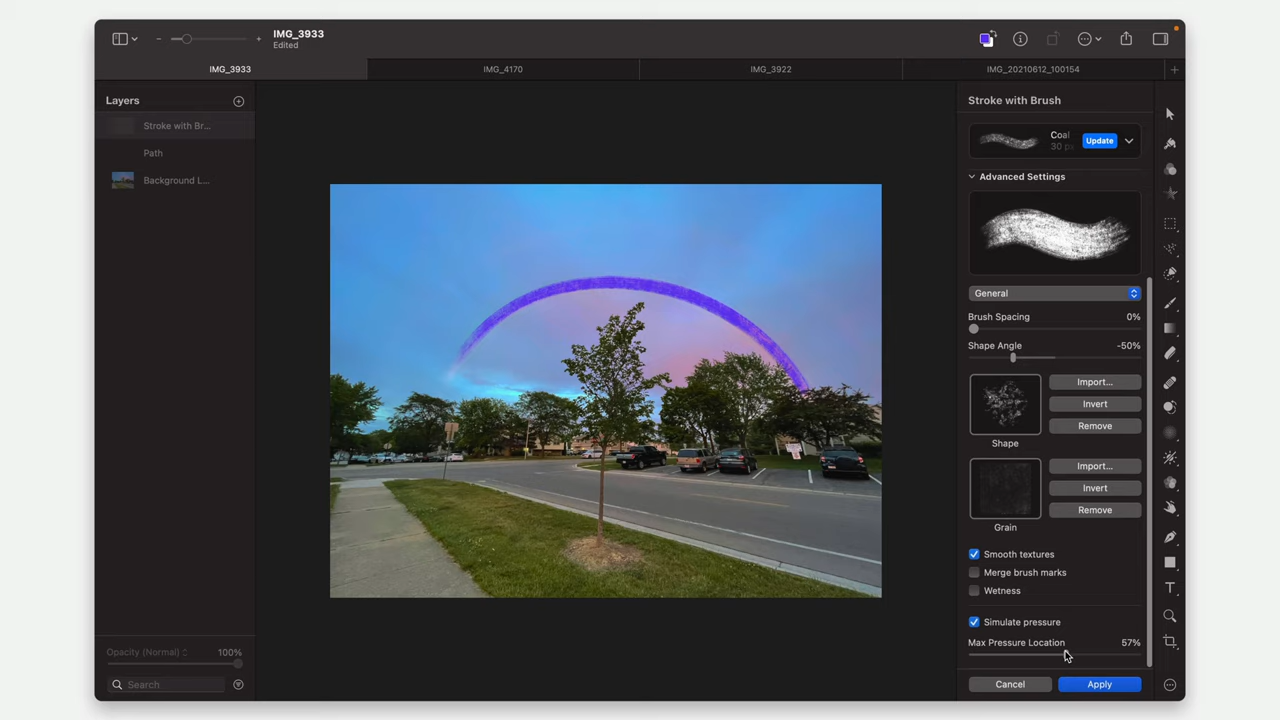 IMG_3933
Edited
IMG_3933
IMG_4170
IMG_3922
IMG_20210612_100154
Layers
Stroke with Br...
Path
Background L...
Opacity (Normal)
100%
Search
Stroke with Brush
Coal
30 px
Update
Advanced Settings
General
Brush Spacing
0%
Shape Angle
-50%
Import...
Invert
Remove
Shape
Import...
Invert
Remove
Grain
Smooth textures
Merge brush marks
Wetness
Simulate pressure
Max Pressure Location
57%
Cancel
Apply